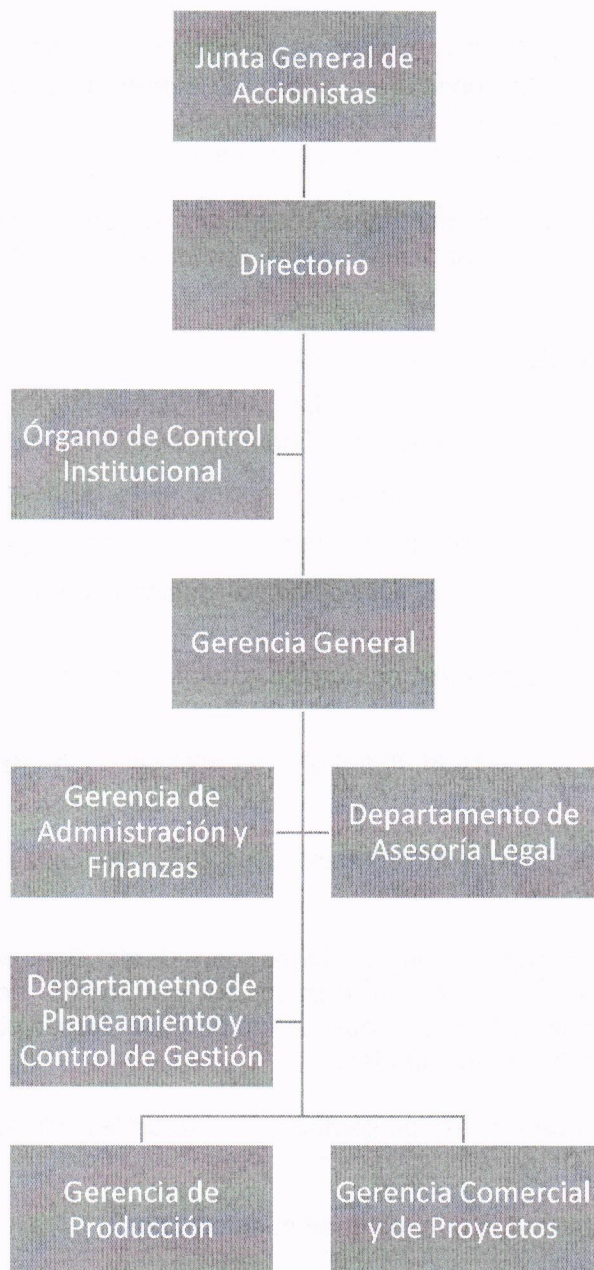 Junta General de
Accionistas
Directorio
Órgano de Control
Institucional
Gerencia General
Gerencia de
Admnistración y
Finanzas
Departamento de
Asesoría Legal
Departametno de
Planeamiento y
Control de Gestión
Gerencia de
Producción
Gerencia Comercial
y de Proyectos